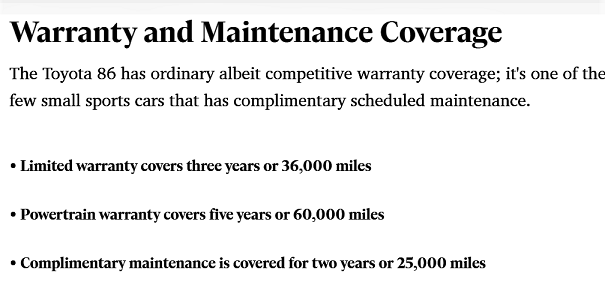 Warranty and Maintenance Coverage
The Toyota 86 has ordinary albeit competitive warranty coverage; it's one of the
few small sports cars that has complimentary scheduled maintenance.
• Limited warranty covers three years or 36,000 miles
• Powertrain warranty covers five years or 60,000 miles
• Complimentary maintenance is covered for two years or 25,000 miles